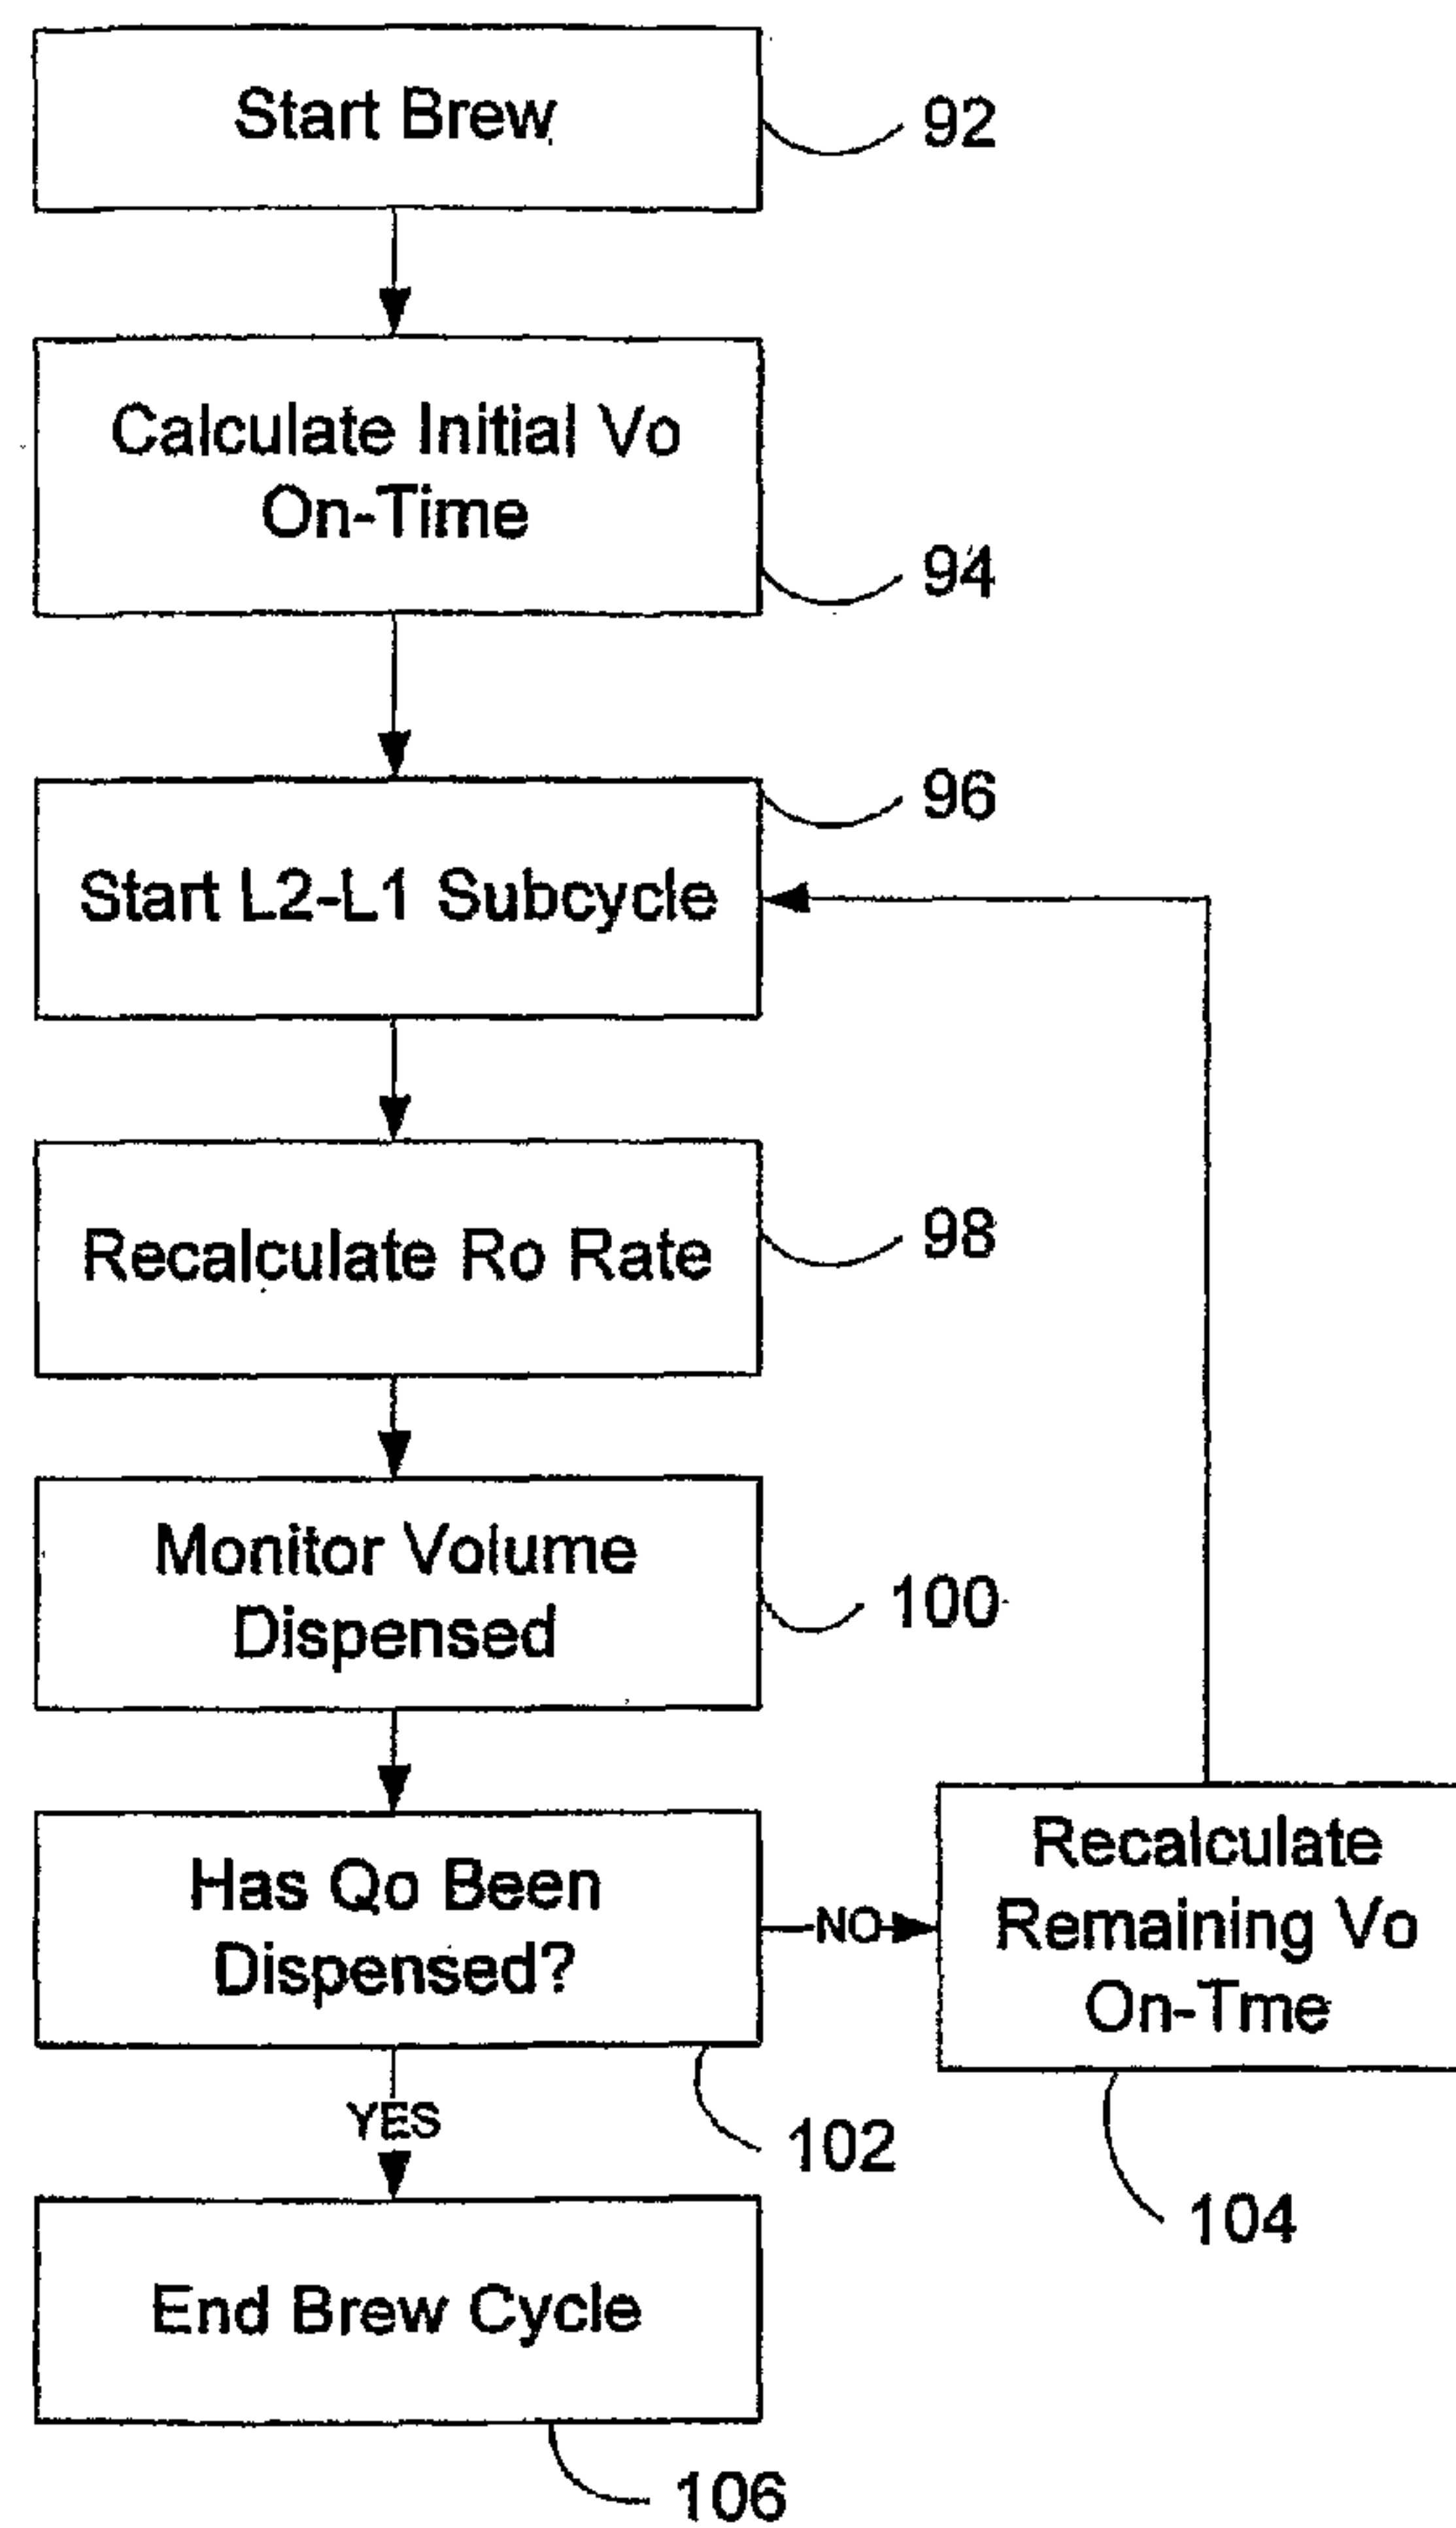 Start Brew
92
Calculate Initial Vo
On-Time
94
96
Start L2-L1 Subcycle
Recalculate Ro Rate
98
Monitor Volume
Dispensed
100
Has Qo Been
Dispensed?
NO
Recalculate
Remaining Vo
On-Tme
YES
102
104
End Brew Cycle
106